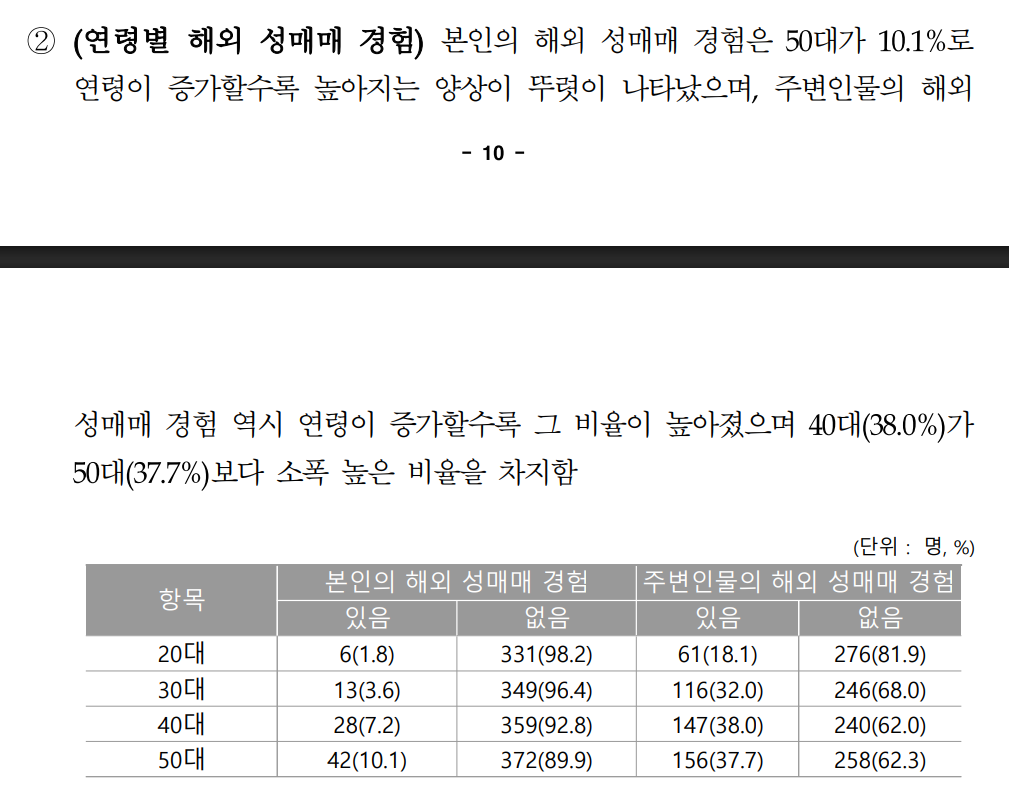 ② (연령별 해외 성매매 경험) 본인의 해외 성매매 경험은 50대가 10.1%로
연령이 증가할수록 높아지는 양상이 뚜렷이 나타났으며, 주변인물의 해외
- 10 -
성매매 경험 역시 연령이 증가할수록 그 비율이 높아졌으며 40대(38.0%)가
50대(37.7%)보다 소폭 높은 비율을 차지함
(단위 : 명, %)
항목 본인의 해외 성매매 경험 주변인물의 해외 성매매 경험
있음 없음 있음 없음
20대 6(1.8) 331(98.2) 61(18.1) 276(81.9)
30대 13(3.6) 349(96.4) 116(32.0) 246(68.0)
40대 28(7.2) 359(92.8) 147(38.0) 240(62.0)
50대 42(10.1) 372(89.9) 156(37.7) 258(62.3)